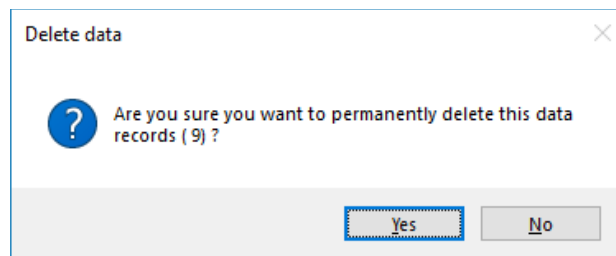 Delete data
?
Are you sure you want to permanently delete this data
records ( 9) ?
Yes
No